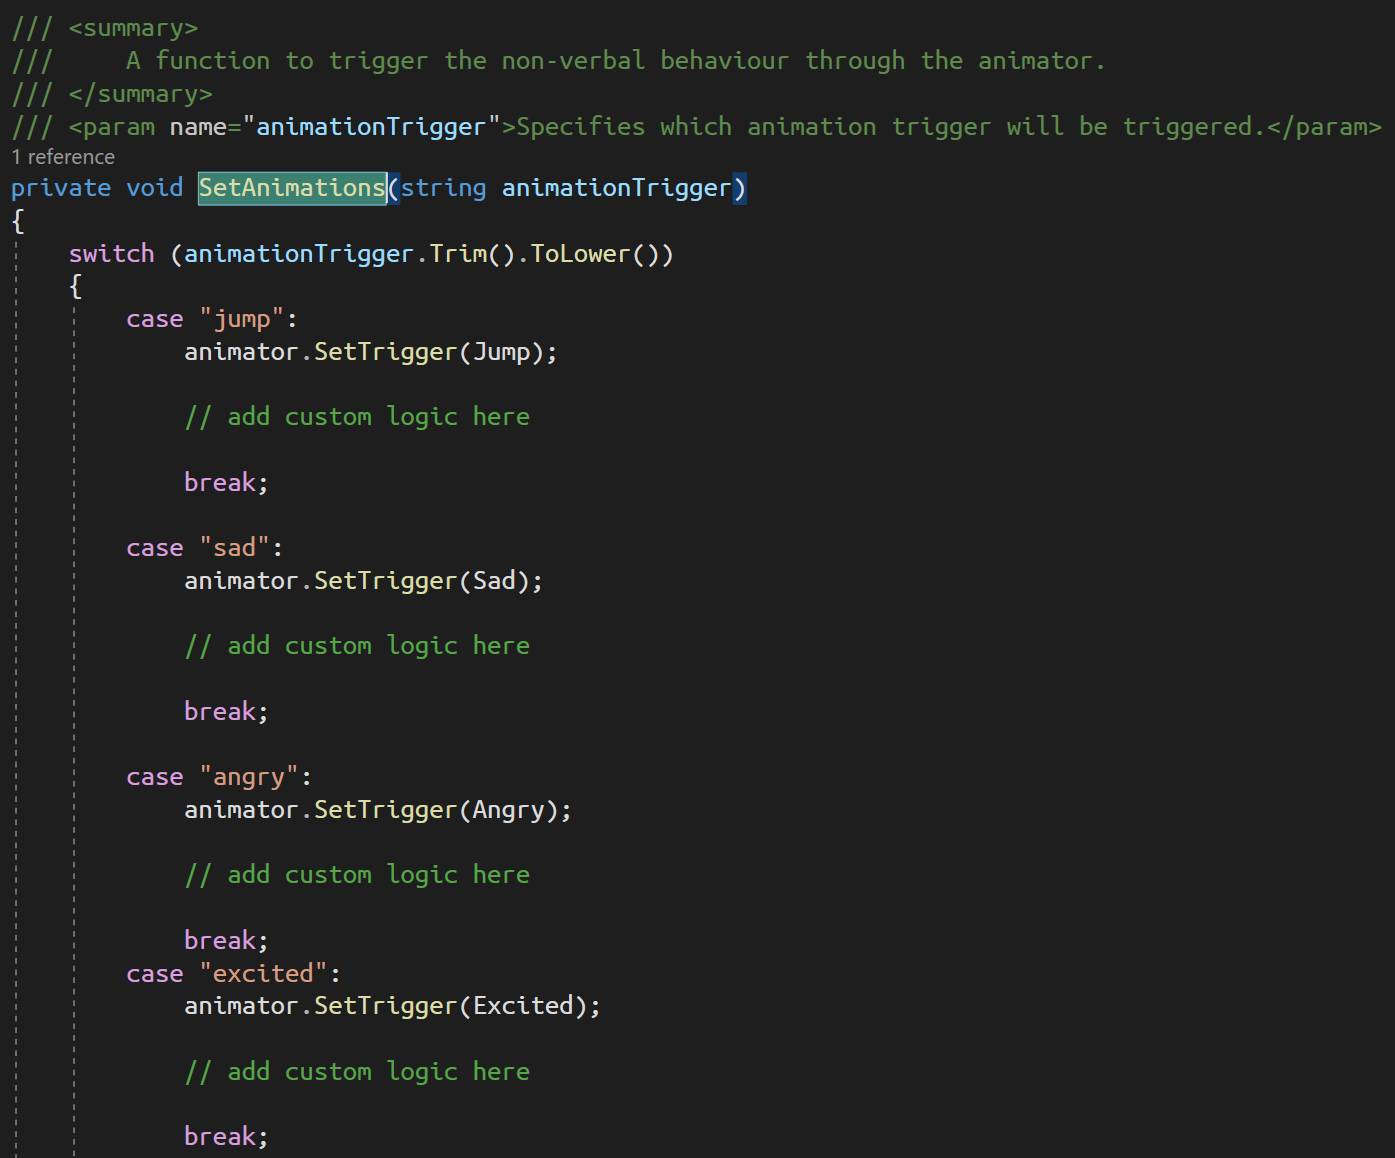 /// <summary>
///     A function to trigger the non-verbal behaviour through the animator.
/// </summary>
/// <param name="animationTrigger">Specifies which animation trigger will be triggered.</param>
1 reference
private void SetAnimations(string animationTrigger)
{
    switch (animationTrigger.Trim().ToLower())
    {
        case "jump":
            animator.SetTrigger(Jump);
            // add custom logic here
            break;
        case "sad":
            animator.SetTrigger(Sad);
            // add custom logic here
            break;
        case "angry":
            animator.SetTrigger(Angry);
            // add custom logic here
            break;
        case "excited":
            animator.SetTrigger(Excited);
            // add custom logic here
            break;